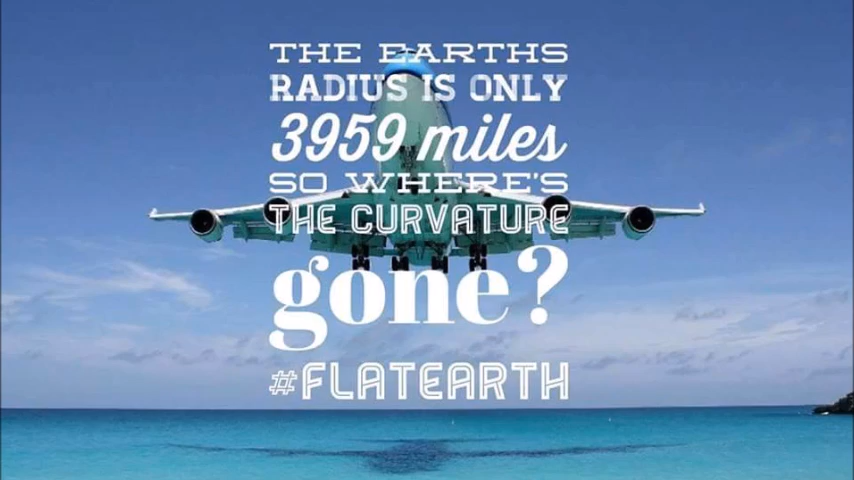 THE EARTHS
RADIUS IS ONLY
3959 miles
SO WHERE'S
THE CURVATURE
gone?
#FLATEARTH